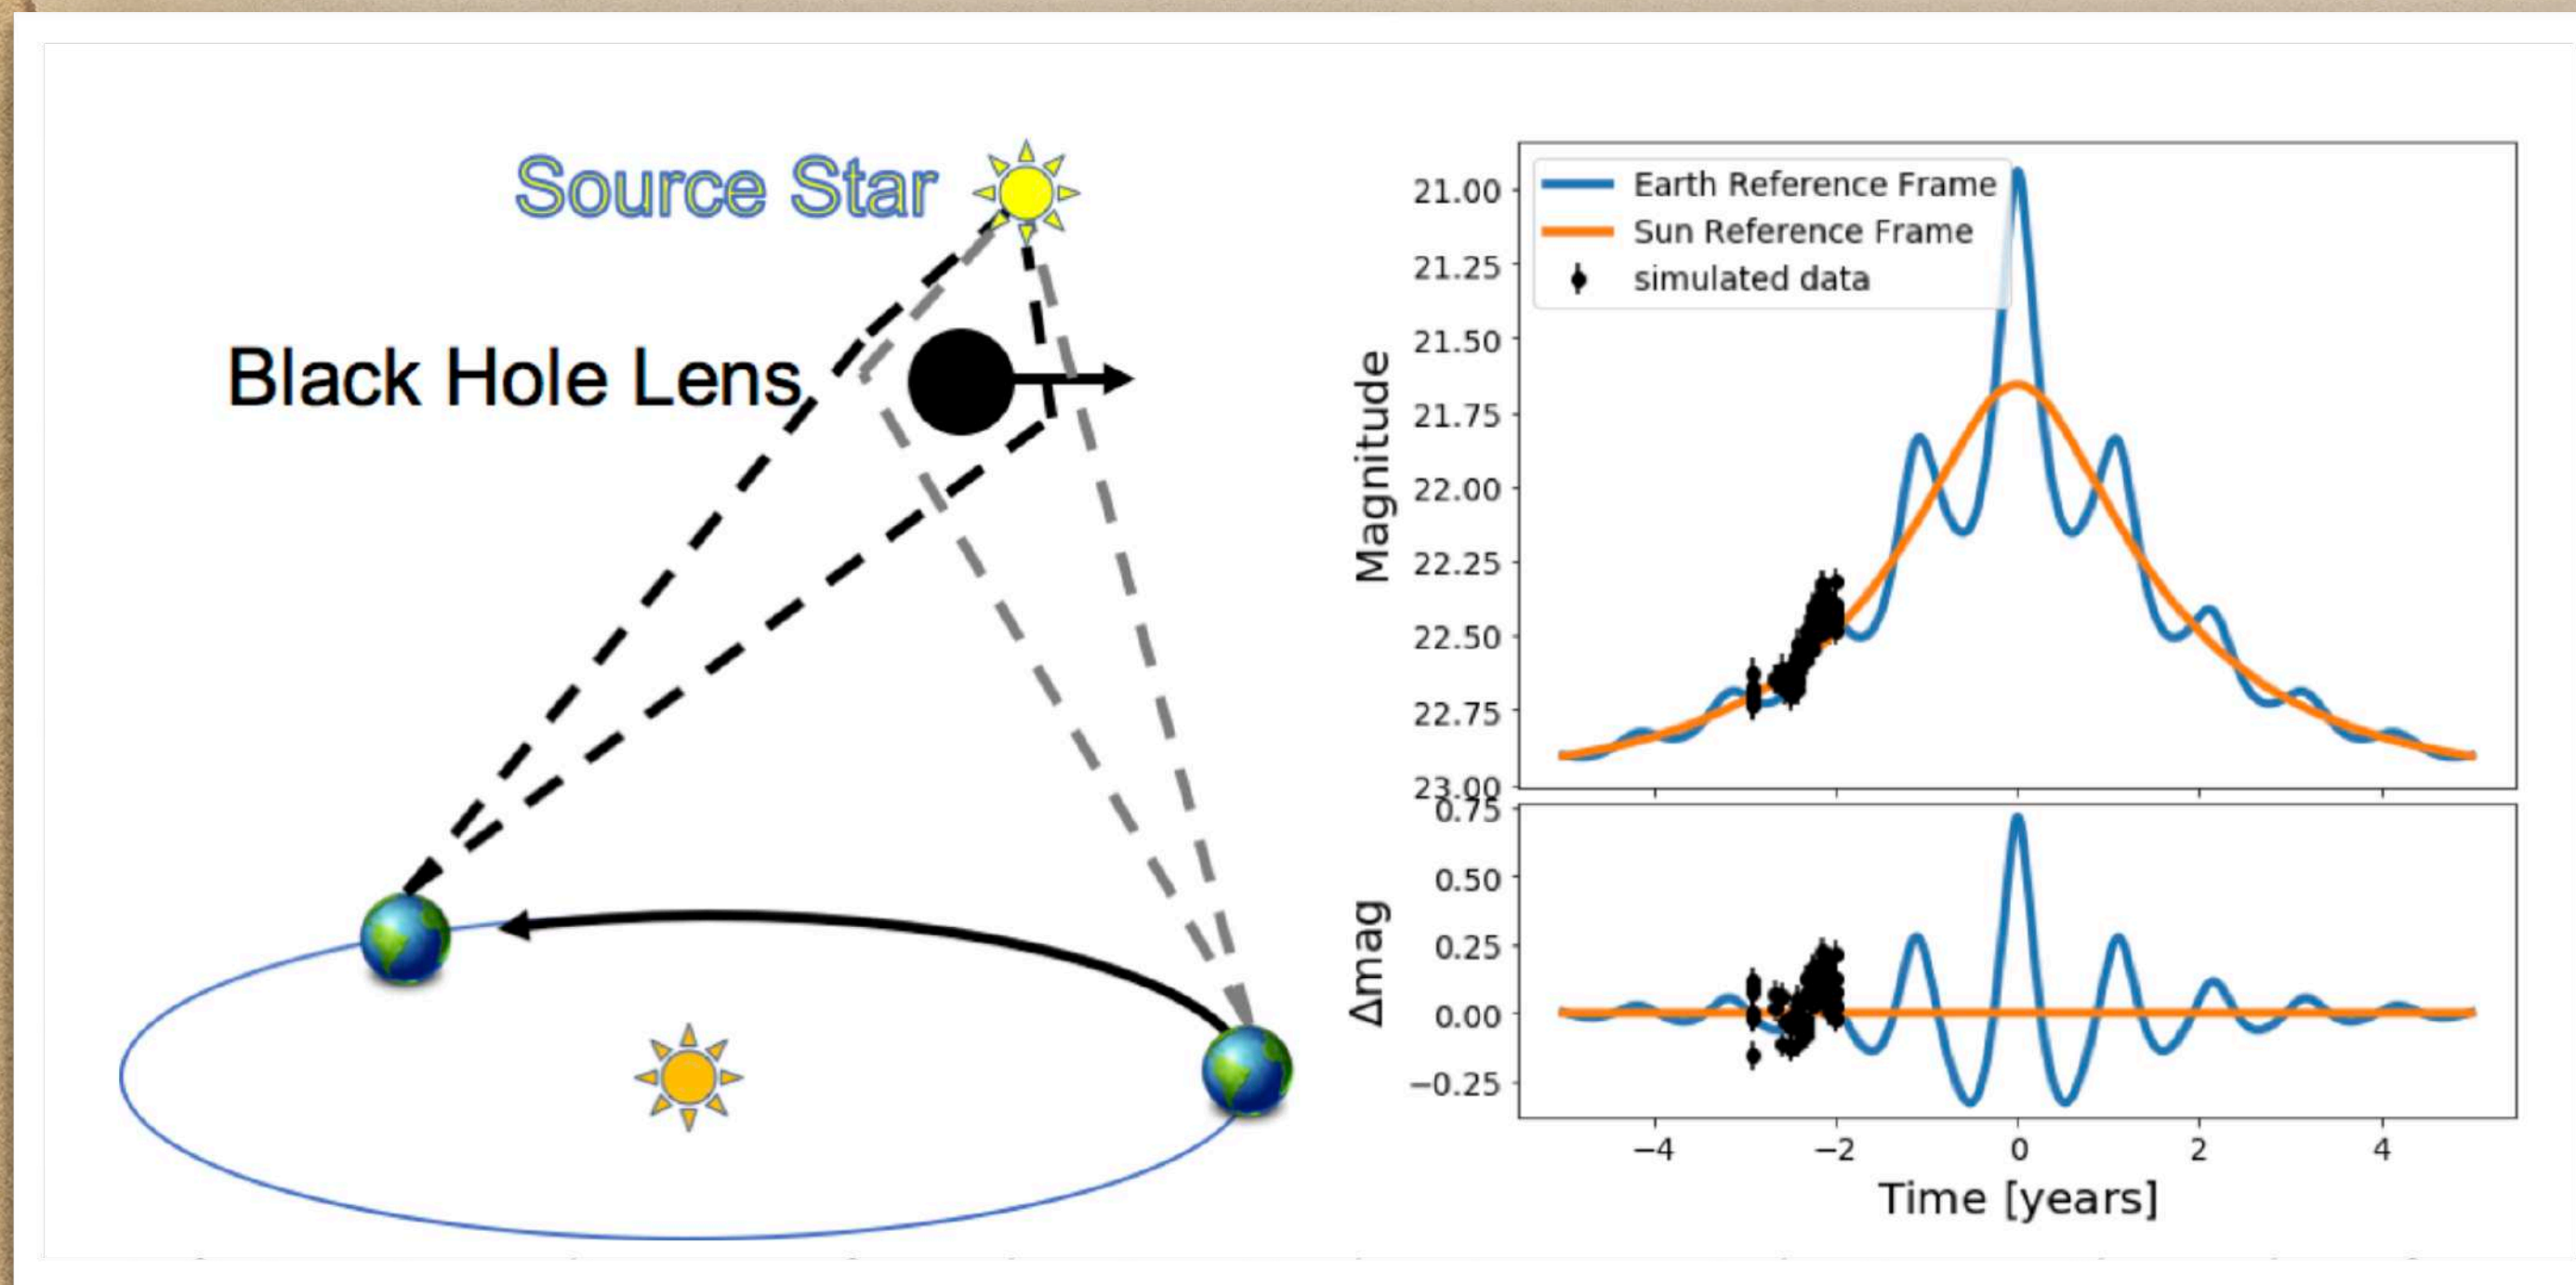 Source Star
Black Hole Lens
Earth Reference Frame
Sun Reference Frame
simulated data
Magnitude
21.00
21.25
21.50
21.75
22.00
22.25
22.50
22.75
23.00
Δmag
0.75
0.50
0.25
0.00
−0.25
−4 −2 0 2 4
Time [years]